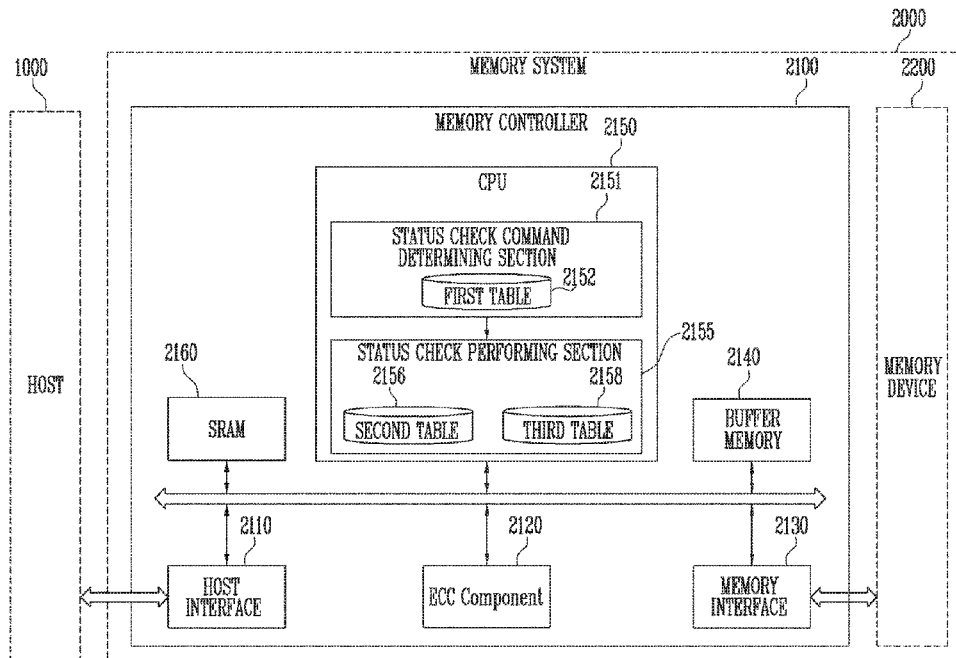 2000
1000
MEMORY SYSTEM
2100
2200
MEMORY CONTROLLER
2150
CPU
2151
STATUS CHECK COMMAND
DETERMINING SECTION
2152
FIRST TABLE
2155
STATUS CHECK PERFORMING SECTION
2156
2158
SECOND TABLE
THIRD TABLE
2160
SRAM
2140
BUFFER
MEMORY
HOST
MEMORY
DEVICE
2110
HOST
INTERFACE
2120
ECC Component
2130
MEMORY
INTERFACE